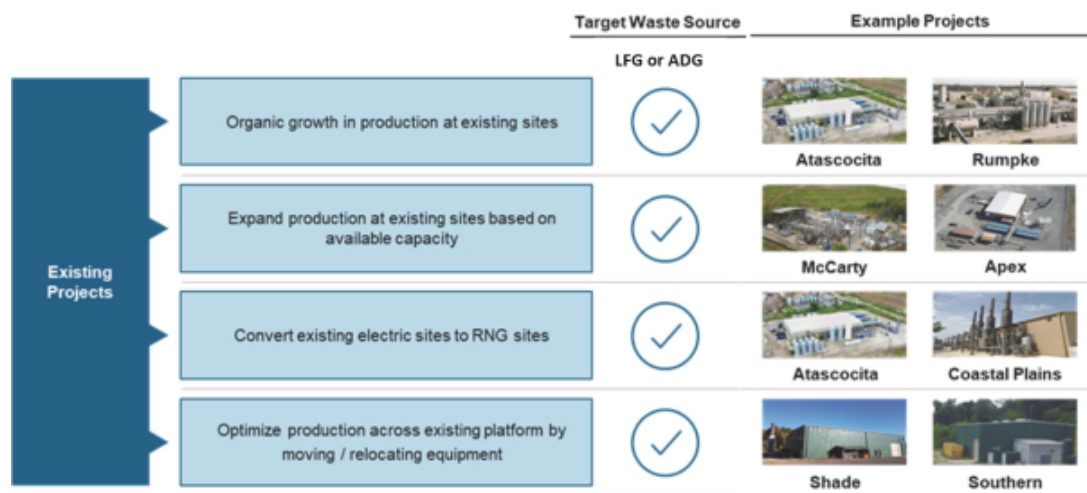 Target Waste Source
Example Projects
LFG or ADG
Existing
Projects
Organic growth in production at existing sites
Atascocita
Rumpke
Expand production at existing sites based on
available capacity
McCarty
Apex
Convert existing electric sites to RNG sites
Atascocita
Coastal Plains
Optimize production across existing platform by
moving / relocating equipment
Shade
Southern